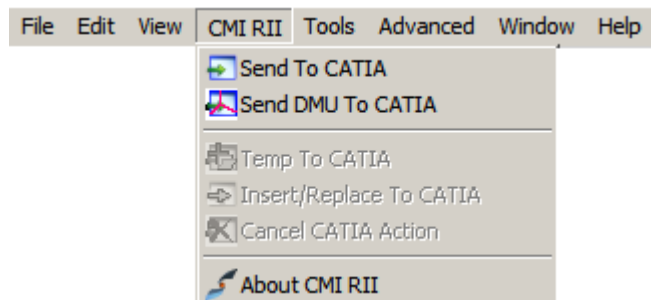 File Edit View CMI RII Tools Advanced Window Help
Send To CATIA
Send DMU To CATIA
Temp To CATIA
Insert/Replace To CATIA
Cancel CATIA Action
About CMI RII